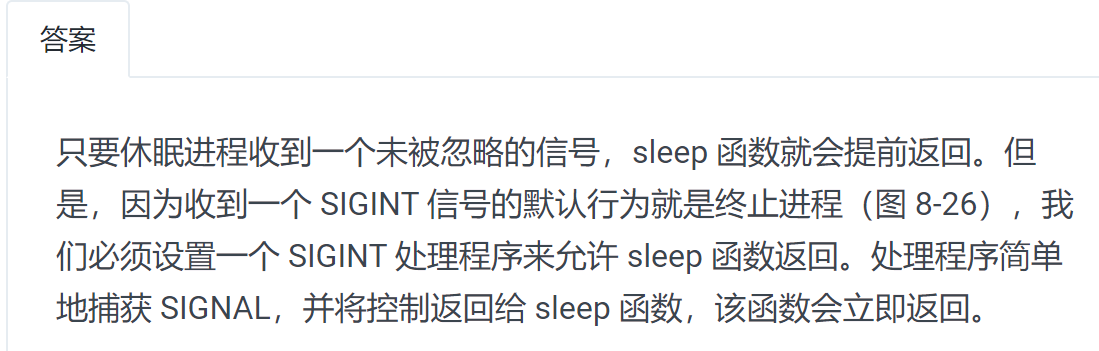 答案
只要休眠进程收到一个未被忽略的信号，sleep 函数就会提前返回。但
是，因为收到一个 SIGINT 信号的默认行为就是终止进程（图 8-26），我
们必须设置一个 SIGINT 处理程序来允许 sleep 函数返回。处理程序简单
地捕获 SIGNAL，并将控制返回给 sleep 函数，该函数会立即返回。